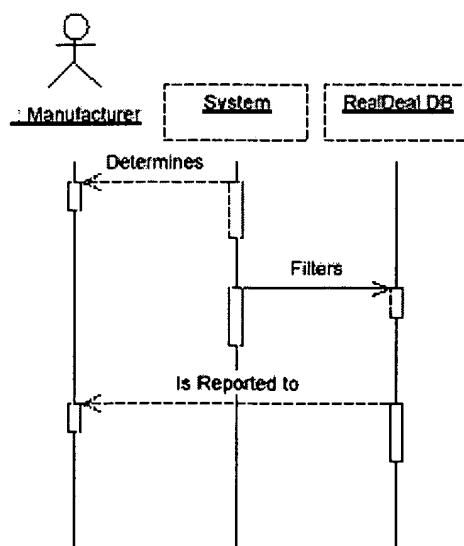 : Manufacturer
System
RealDeal DB
Determines
Filters
Is Reported to